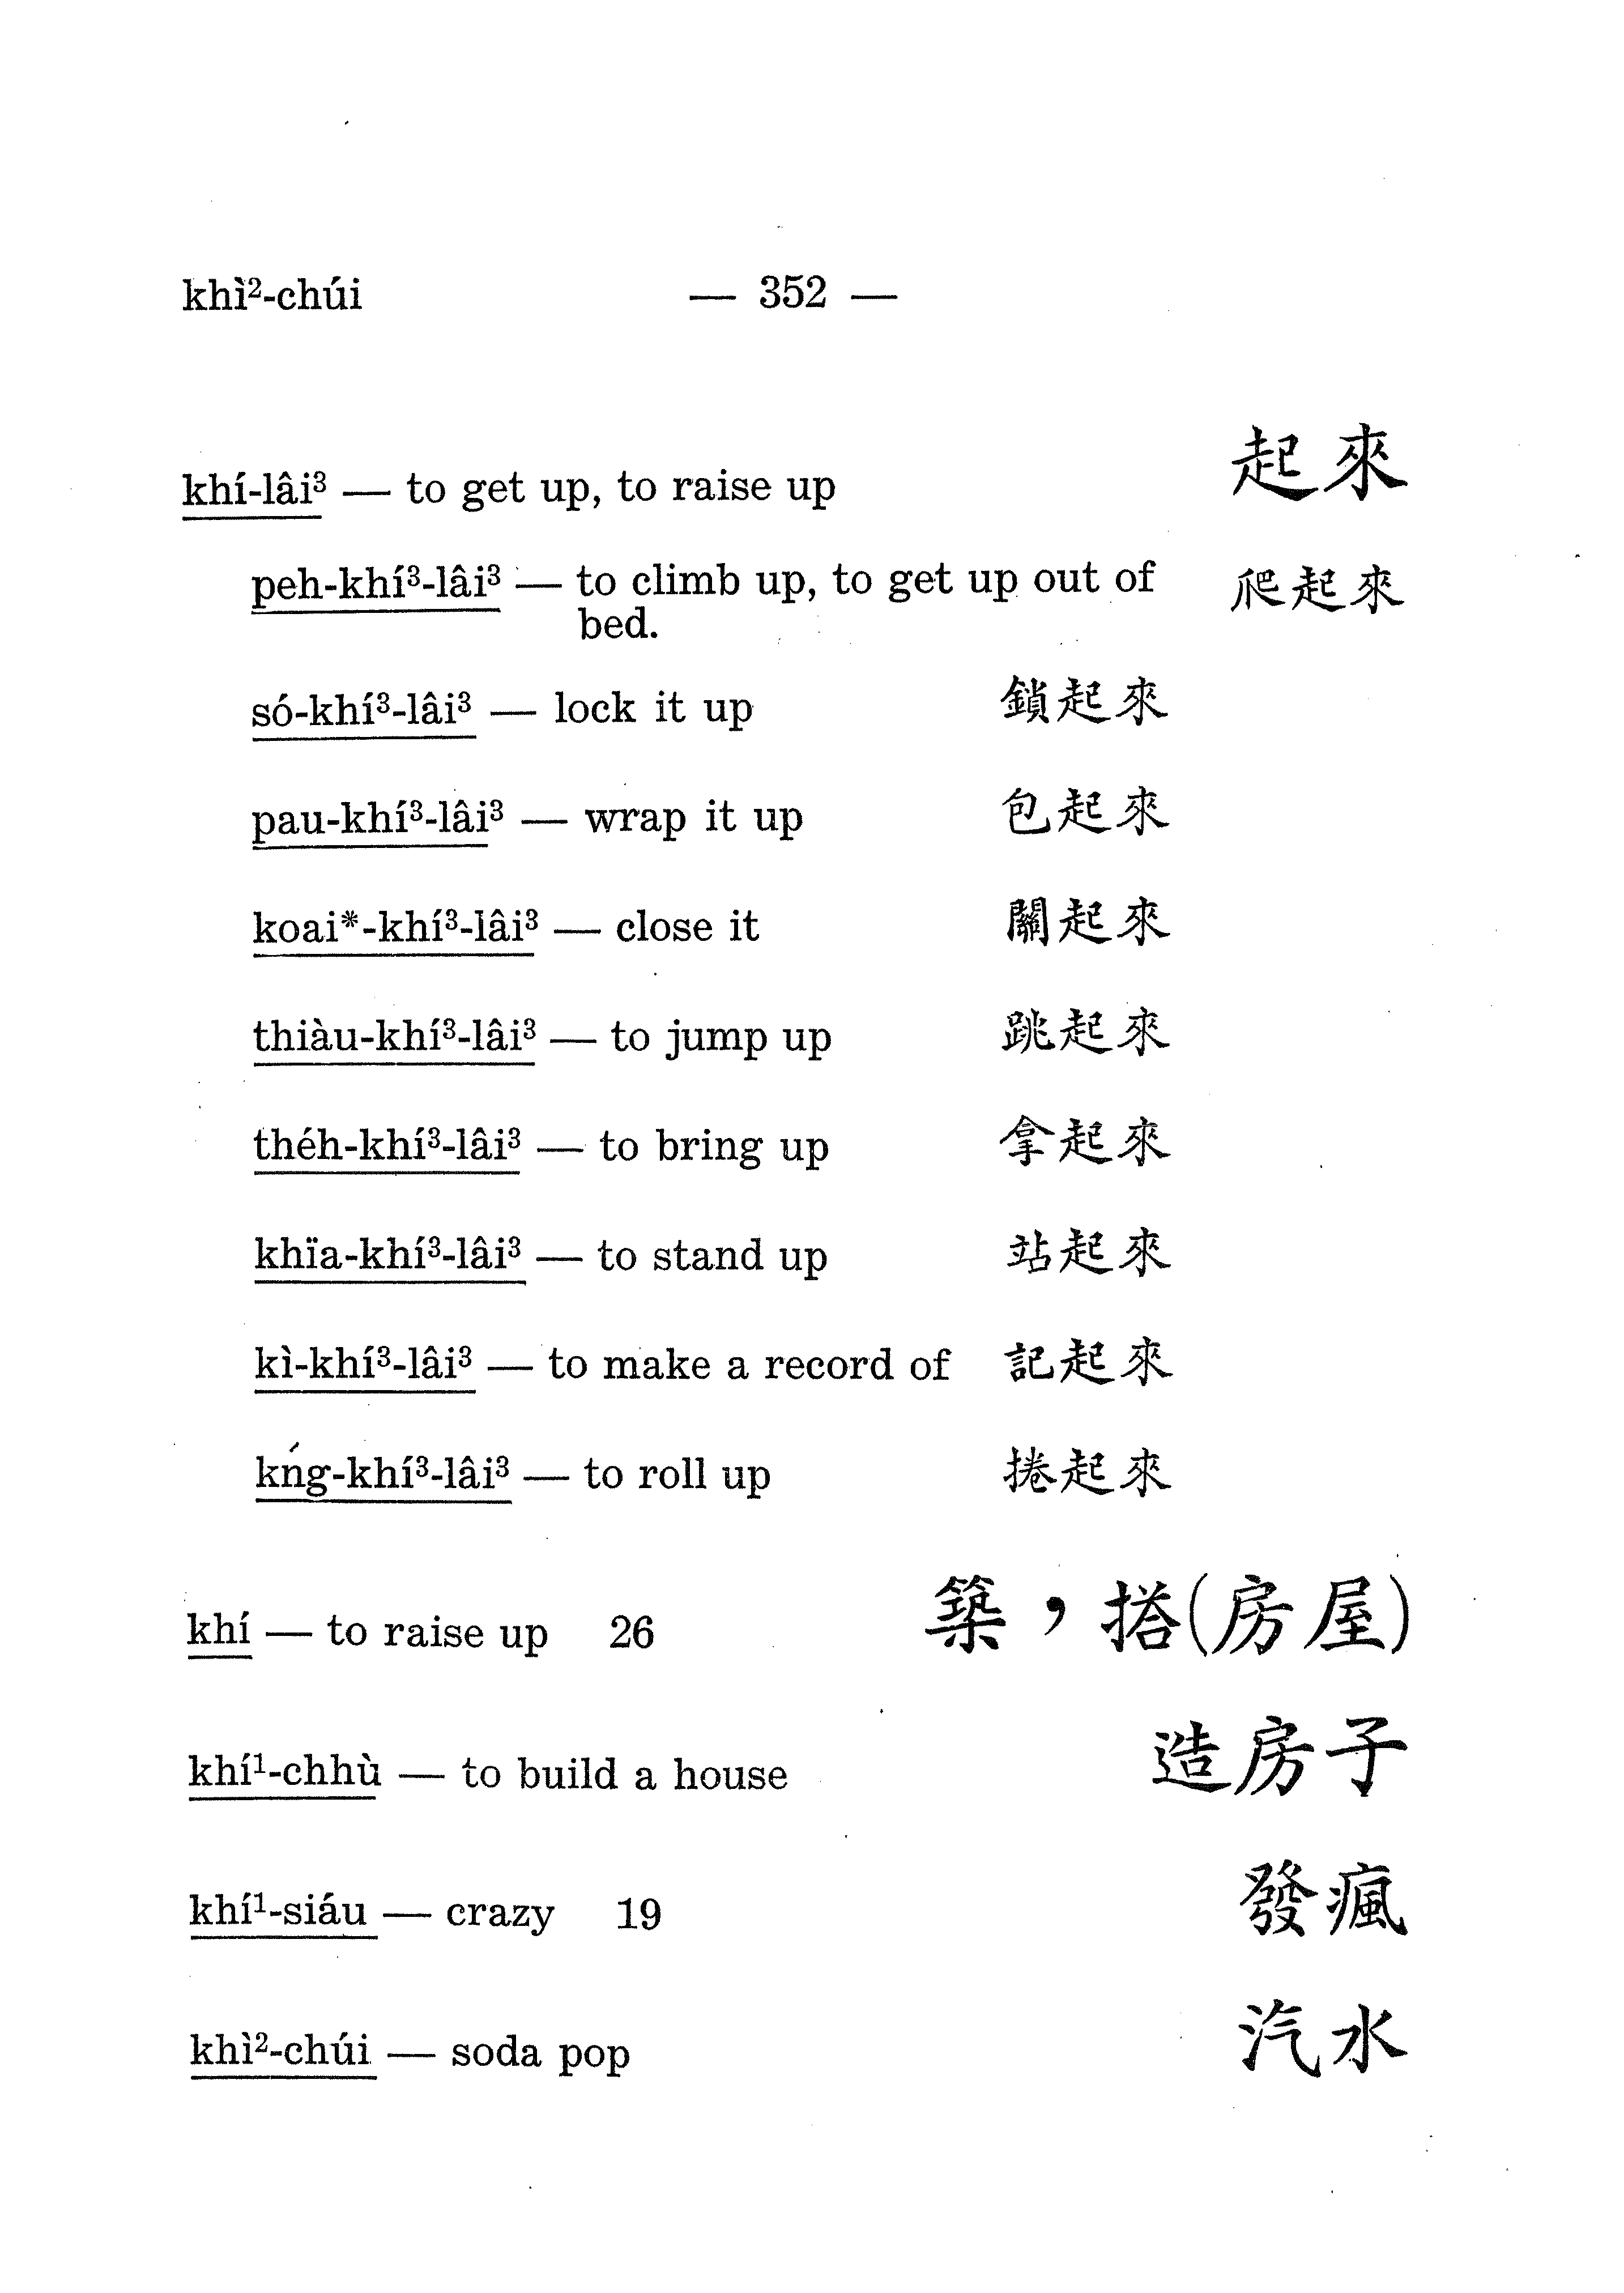 khì²-chúi — 352 —
khí-lâi³ — to get up, to raise up 起來
peh-khí³-lâi³ — to climb up, to get up out of 爬起來
bed.
só-khí³-lâi³ — lock it up 鎖起來
pau-khí³-lâi³ — wrap it up 包起來
koai*-khí³-lâi³ — close it 關起來
thiàu-khí³-lâi³ — to jump up 跳起來
théh-khí³-lâi³ — to bring up 拿起來
khïa-khí³-lâi³ — to stand up 站起來
kì-khí³-lâi³ — to make a record of 記起來
kńg-khí³-lâi³ — to roll up 捲起來
khí — to raise up 26 築，搭(房屋)
khí¹-chhù — to build a house 造房子
khí¹-siáu — crazy 19 發瘋
khì²-chúi — soda pop 汽水